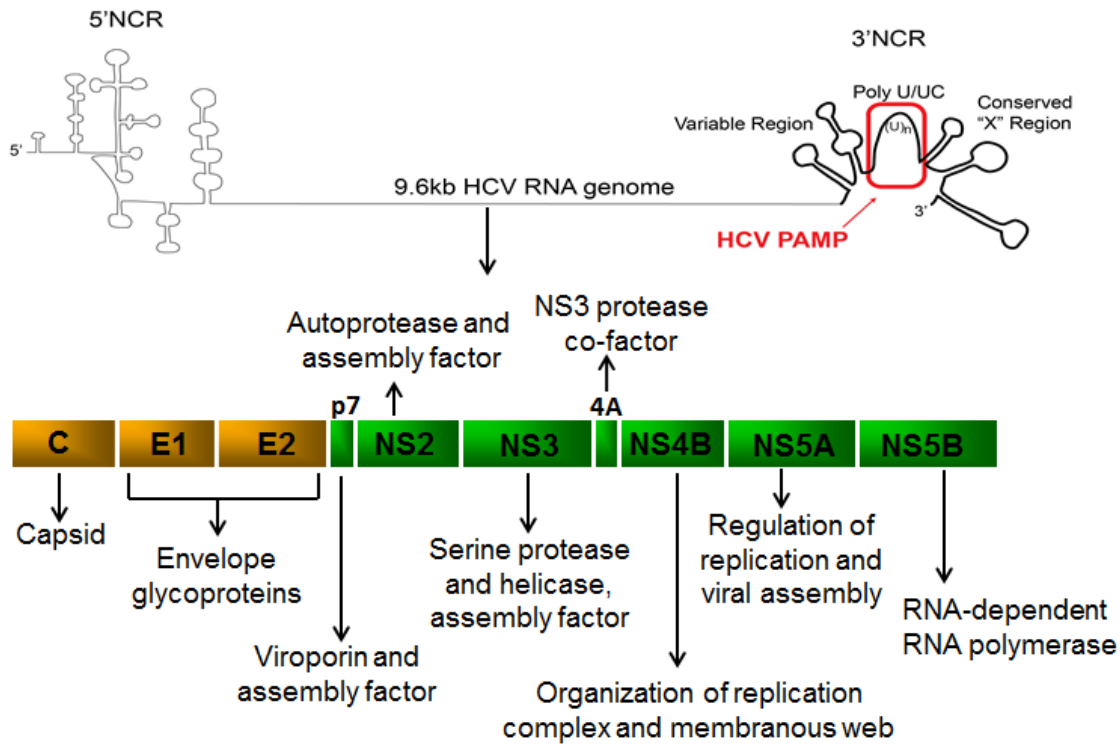 5'NCR
3'NCR
Poly U/UC
Conserved
"X" Region
Variable Region
(U)n
5'
9.6kb HCV RNA genome
3'
HCV PAMP
Autoprotease and
assembly factor
NS3 protease
co-factor
p7
4A
C
E1
E2
NS2
NS3
NS4B
NS5A
NS5B
Capsid
Envelope
glycoproteins
Viroporin and
assembly factor
Serine protease
and helicase,
assembly factor
Organization of replication
complex and membranous web
Regulation of
replication and
viral assembly
RNA-dependent
RNA polymerase